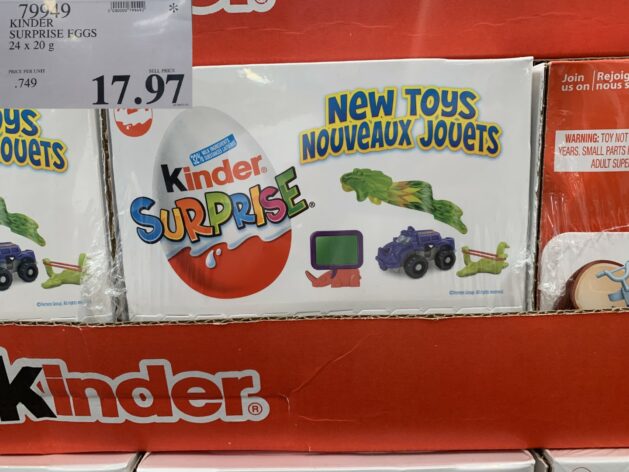 79949
KINDER
SURPRISE EGGS
24 x 20 g
PRICE PER UNIT
.749
SELL PRICE
17.97
*
NEW TOYS
NOUVEAUX JOUETS
Kinder
SURPRISE®
OUETS
Join
us on
Rejoig
nous s
WARNING: TOY NOT
YEARS. SMALL PARTS
ADULT SUPE
Kinder®